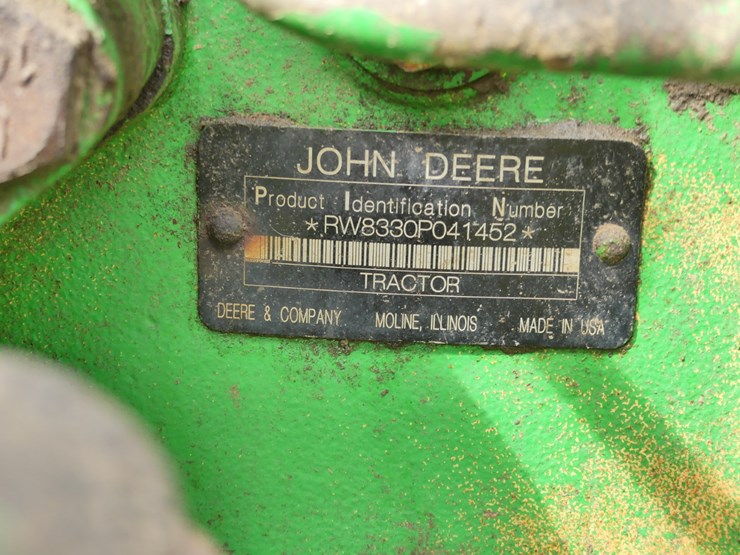 JOHN DEERE
Product Identification Number
*RW8330P041452*
TRACTOR
DEERE & COMPANY MOLINE, ILLINOIS MADE IN USA